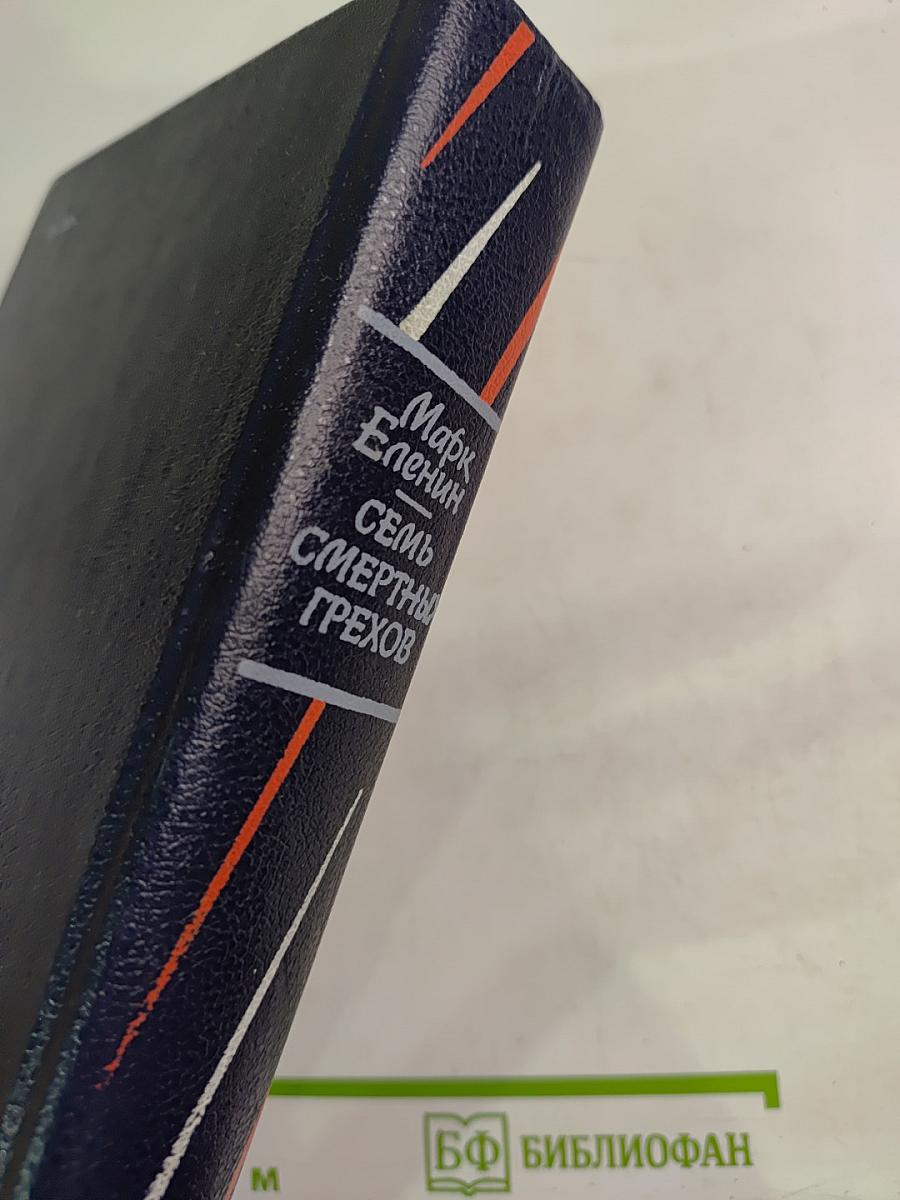 Марк
Еленин
СЕМЬ
СМЕРТНЫХ
ГРЕХОВ
БФ БИБЛИОФАН
м